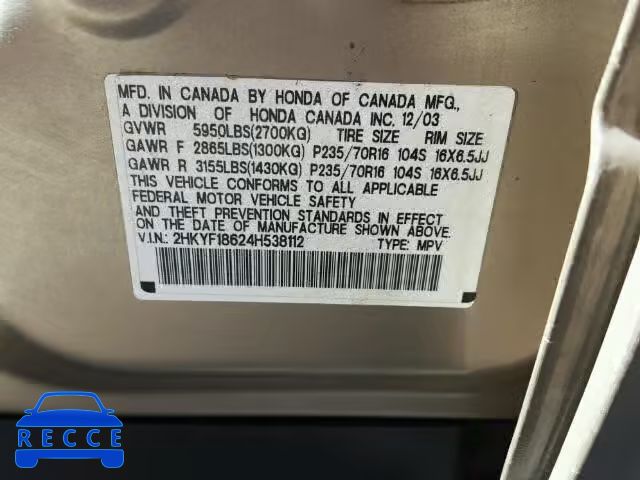 MFD. IN CANADA BY HONDA OF CANADA MFG.,
A DIVISION OF HONDA CANADA INC. 12/03
GVWR 5950LBS(2700KG) TIRE SIZE RIM SIZE
GAWR F 2865LBS(1300KG) P235/70R16 104S 16X6.5JJ
GAWR R 3155LBS(1430KG) P235/70R16 104S 16X6.5JJ
THIS VEHICLE CONFORMS TO ALL APPLICABLE
FEDERAL MOTOR VEHICLE SAFETY
AND THEFT PREVENTION STANDARDS IN EFFECT
ON THE DATE OF MANUFACTURE SHOWN ABOVE.
V.I.N.: 2HKYF18624H538112 TYPE: MPV
RECCE